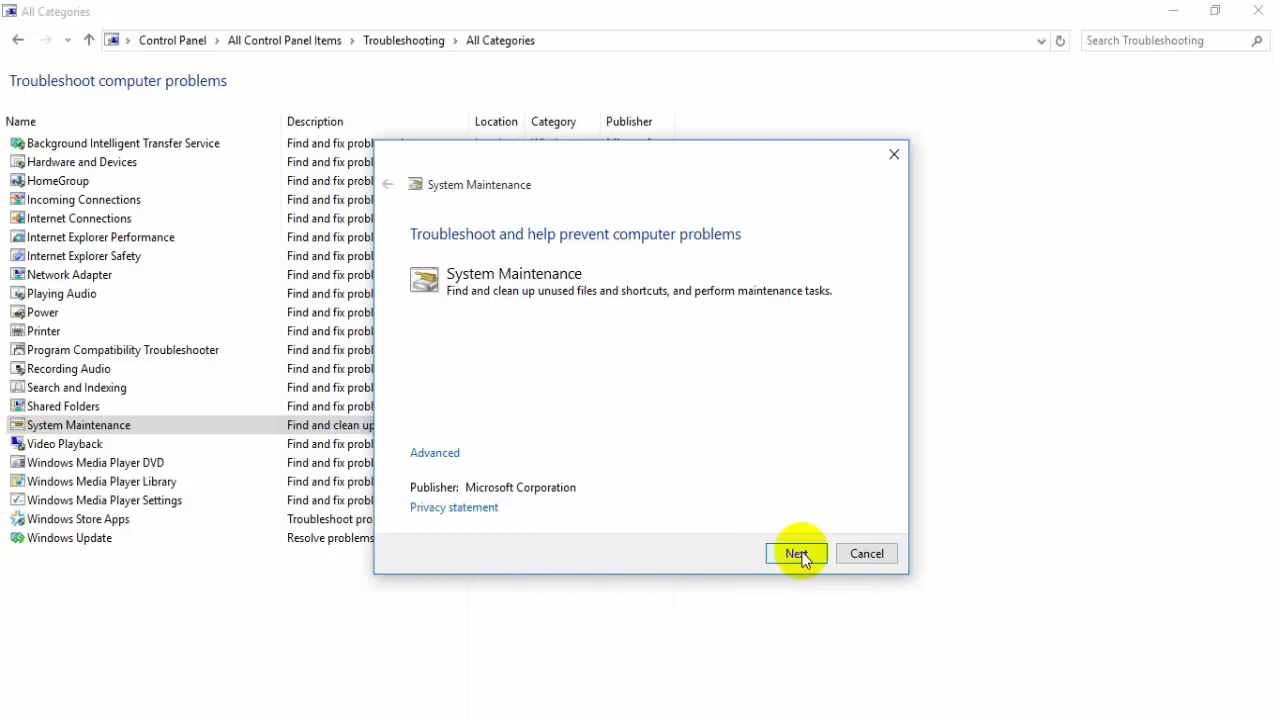 All Categories
Control Panel > All Control Panel Items > Troubleshooting > All Categories
Search Troubleshooting
Troubleshoot computer problems
Name Description Location Category Publisher
Background Intelligent Transfer Service Find and fix
Hardware and Devices Find and fix probl
HomeGroup Find and fix probl
Incoming Connections Find and fix probl
Internet Connections Find and fix probl
Internet Explorer Performance Find and fix probl
Internet Explorer Safety Find and fix probl
Network Adapter Find and fix probl
Playing Audio Find and fix probl
Power Find and fix probl
Printer Find and fix probl
Program Compatibility Troubleshooter Find and fix probl
Recording Audio Find and fix probl
Search and Indexing Find and fix probl
Shared Folders Find and fix probl
System Maintenance Find and clean up
Video Playback Find and fix probl
Windows Media Player DVD Find and fix probl
Windows Media Player Library Find and fix probl
Windows Media Player Settings Find and fix probl
Windows Store Apps Troubleshoot pro
Windows Update Resolve problems
System Maintenance
Troubleshoot and help prevent computer problems
System Maintenance
Find and clean up unused files and shortcuts, and perform maintenance tasks.
Advanced
Publisher: Microsoft Corporation
Privacy statement
Next Cancel